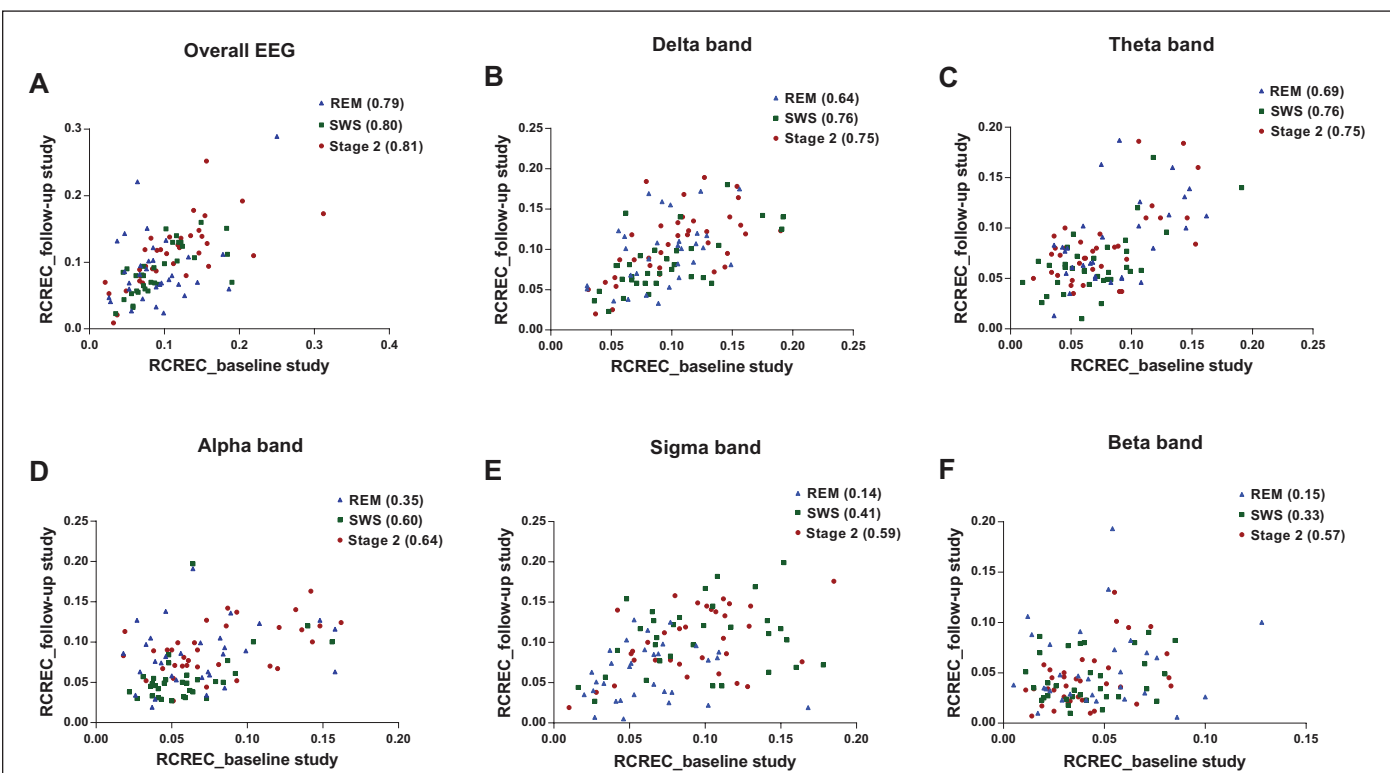 Overall EEG
A
REM (0.79)
SWS (0.80)
Stage 2 (0.81)
RCREC_follow-up study
0.3
0.2
0.1
0.0
0.0 0.1 0.2 0.3 0.4
RCREC_baseline study
Delta band
B
REM (0.64)
SWS (0.76)
Stage 2 (0.75)
RCREC_follow-up study
0.25
0.20
0.15
0.10
0.05
0.00
0.00 0.05 0.10 0.15 0.20 0.25
RCREC_baseline study
Theta band
C
REM (0.69)
SWS (0.76)
Stage 2 (0.75)
RCREC_follow-up study
0.20
0.15
0.10
0.05
0.00
0.00 0.05 0.10 0.15 0.20 0.25
RCREC_baseline study
Alpha band
D
REM (0.35)
SWS (0.60)
Stage 2 (0.64)
RCREC_follow-up study
0.25
0.20
0.15
0.10
0.05
0.00
0.00 0.05 0.10 0.15 0.20
RCREC_baseline study
Sigma band
E
REM (0.14)
SWS (0.41)
Stage 2 (0.59)
RCREC_follow-up study
0.25
0.20
0.15
0.10
0.05
0.00
0.00 0.05 0.10 0.15 0.20
RCREC_baseline study
Beta band
F
REM (0.15)
SWS (0.33)
Stage 2 (0.57)
RCREC_follow-up study
0.20
0.15
0.10
0.05
0.00
0.00 0.05 0.10 0.15
RCREC_baseline study